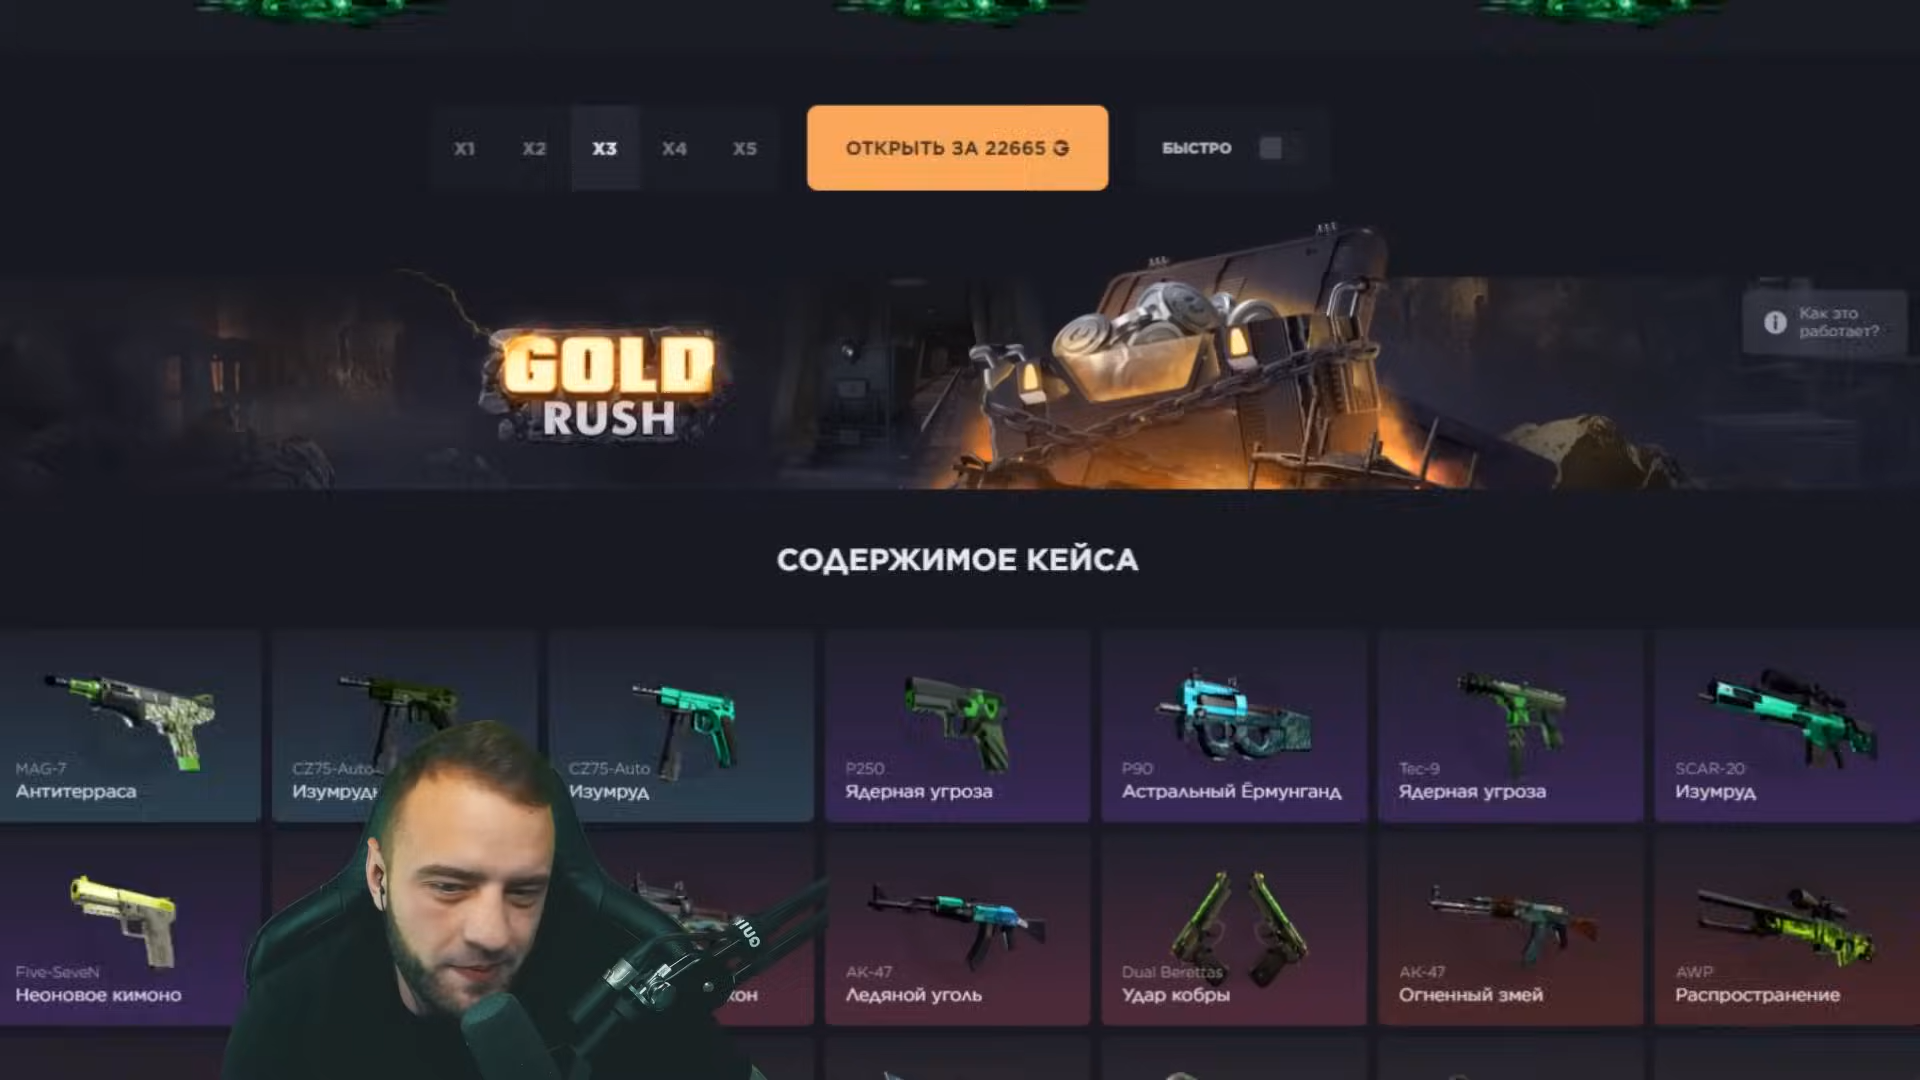 X1 X2 X3 X4 X5
ОТКРЫТЬ ЗА 22665
БЫСТРО
GOLD
RUSH
Как это
работает?
СОДЕРЖИМОЕ КЕЙСА
MAG-7
Антитерраса
CZ75-Auto
CZ75-Auto
Изумруд
P250
Ядерная угроза
P90
Астральный Ёрмунганд
Tec-9
Ядерная угроза
SCAR-20
Изумруд
Five-SeveN
Неоновое кимоно
AK-47
Ледяной уголь
Dual Berettas
Удар кобры
AK-47
Огненный змей
AWP
Распространение